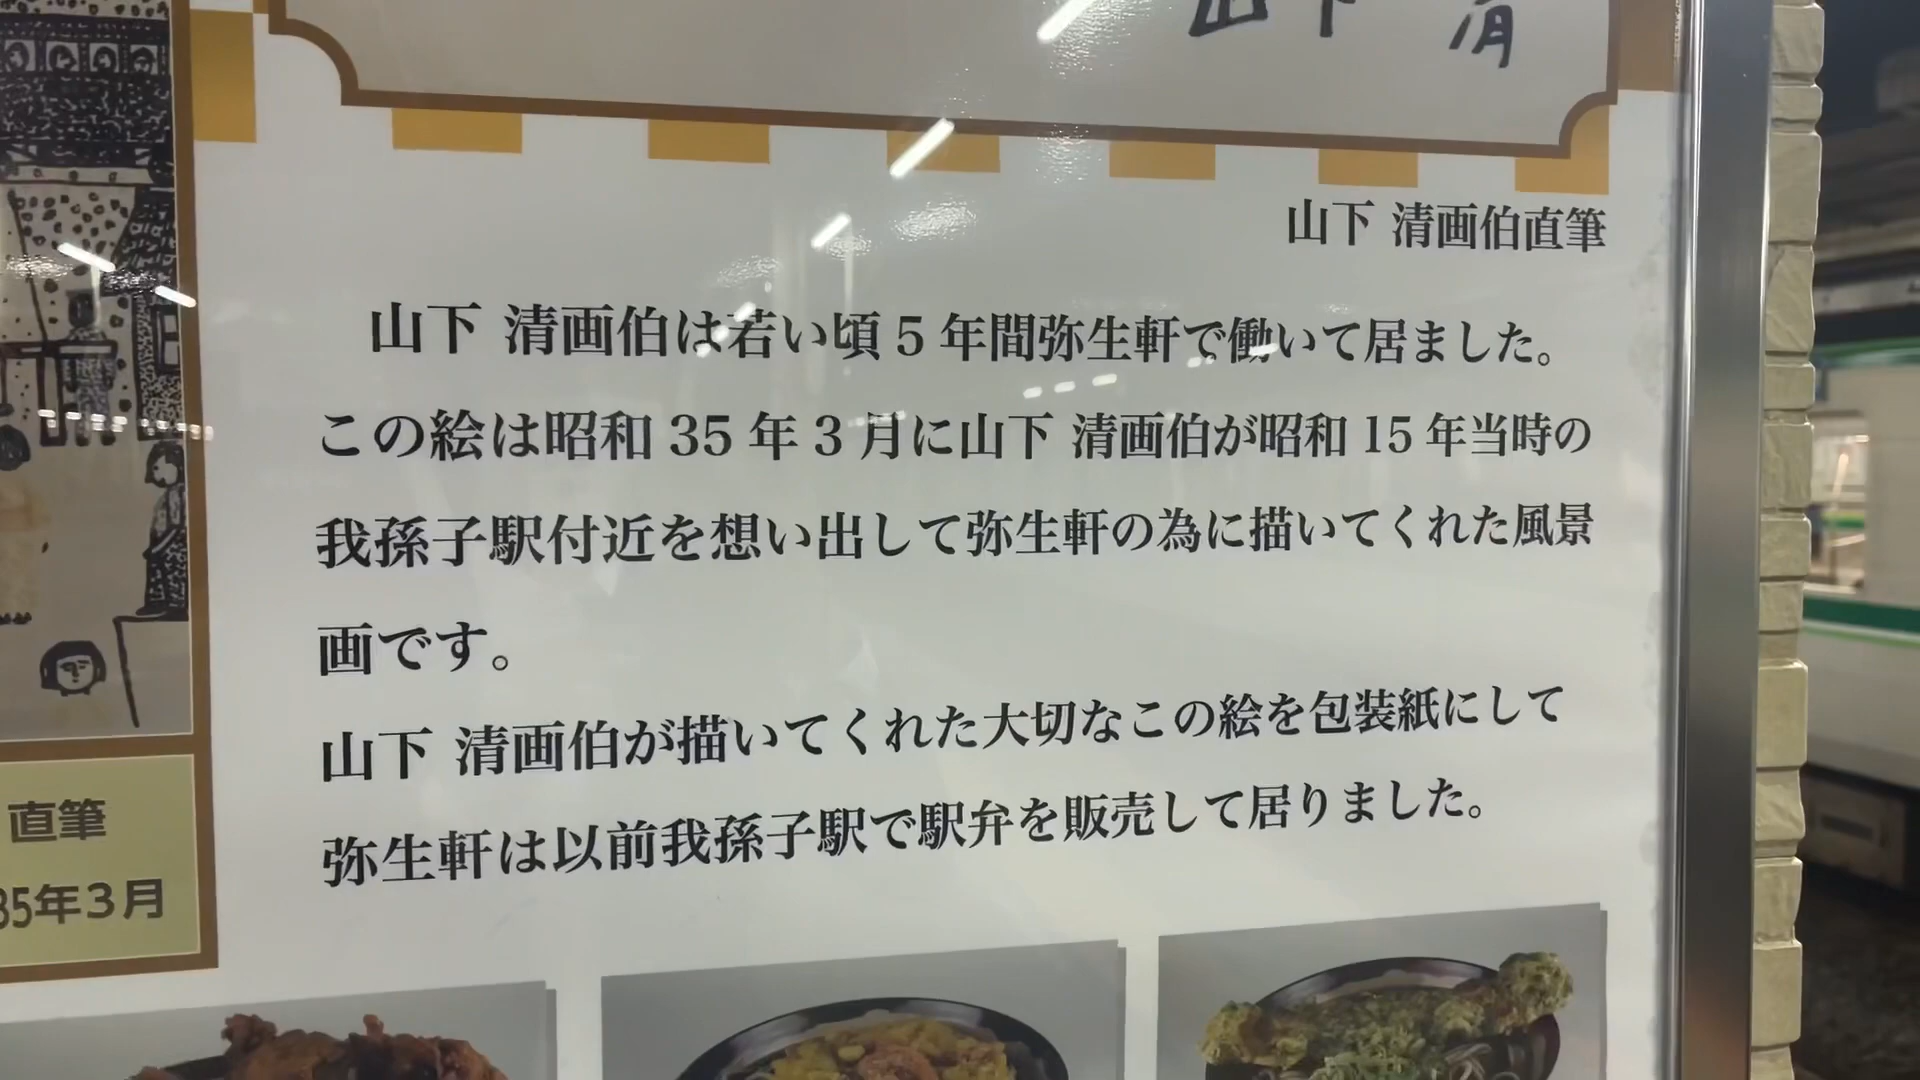 山下 清
山下 清画伯直筆
山下 清画伯は若い頃5年間弥生軒で働いて居ました。
この絵は昭和35年3月に山下 清画伯が昭和15年当時の
我孫子駅付近を想い出して弥生軒の為に描いてくれた風景
画です。
山下 清画伯が描いてくれた大切なこの絵を包装紙にして
弥生軒は以前我孫子駅で駅弁を販売して居りました。
直筆
35年3月